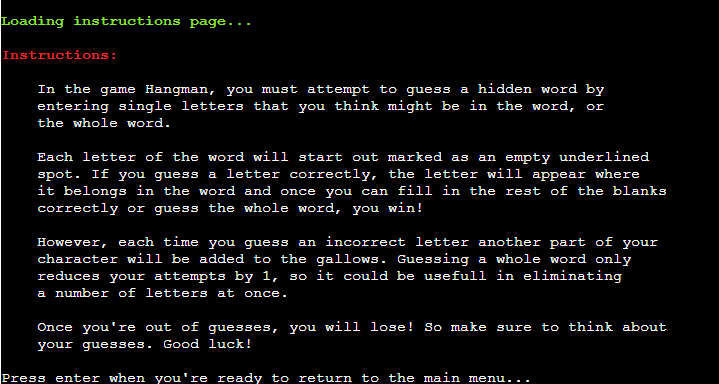 Loading instructions page...
Instructions:
In the game Hangman, you must attempt to guess a hidden word by
entering single letters that you think might be in the word, or
the whole word.
Each letter of the word will start out marked as an empty underlined
spot. If you guess a letter correctly, the letter will appear where
it belongs in the word and once you can fill in the rest of the blanks
correctly or guess the whole word, you win!
However, each time you guess an incorrect letter another part of your
character will be added to the gallows. Guessing a whole word only
reduces your attempts by 1, so it could be usefull in eliminating
a number of letters at once.
Once you're out of guesses, you will lose! So make sure to think about
your guesses. Good luck!
Press enter when you're ready to return to the main menu...